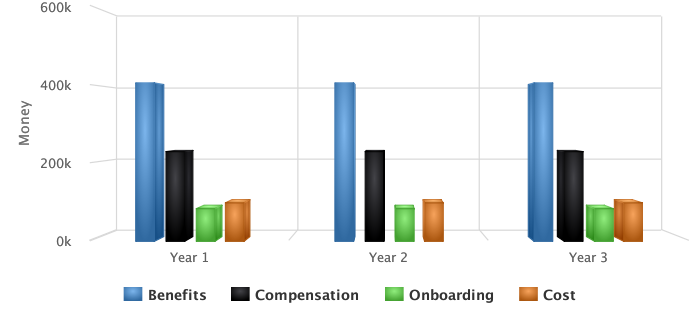 600k
400k
200k
0k
Money
Year 1 Year 2 Year 3
Benefits Compensation Onboarding Cost